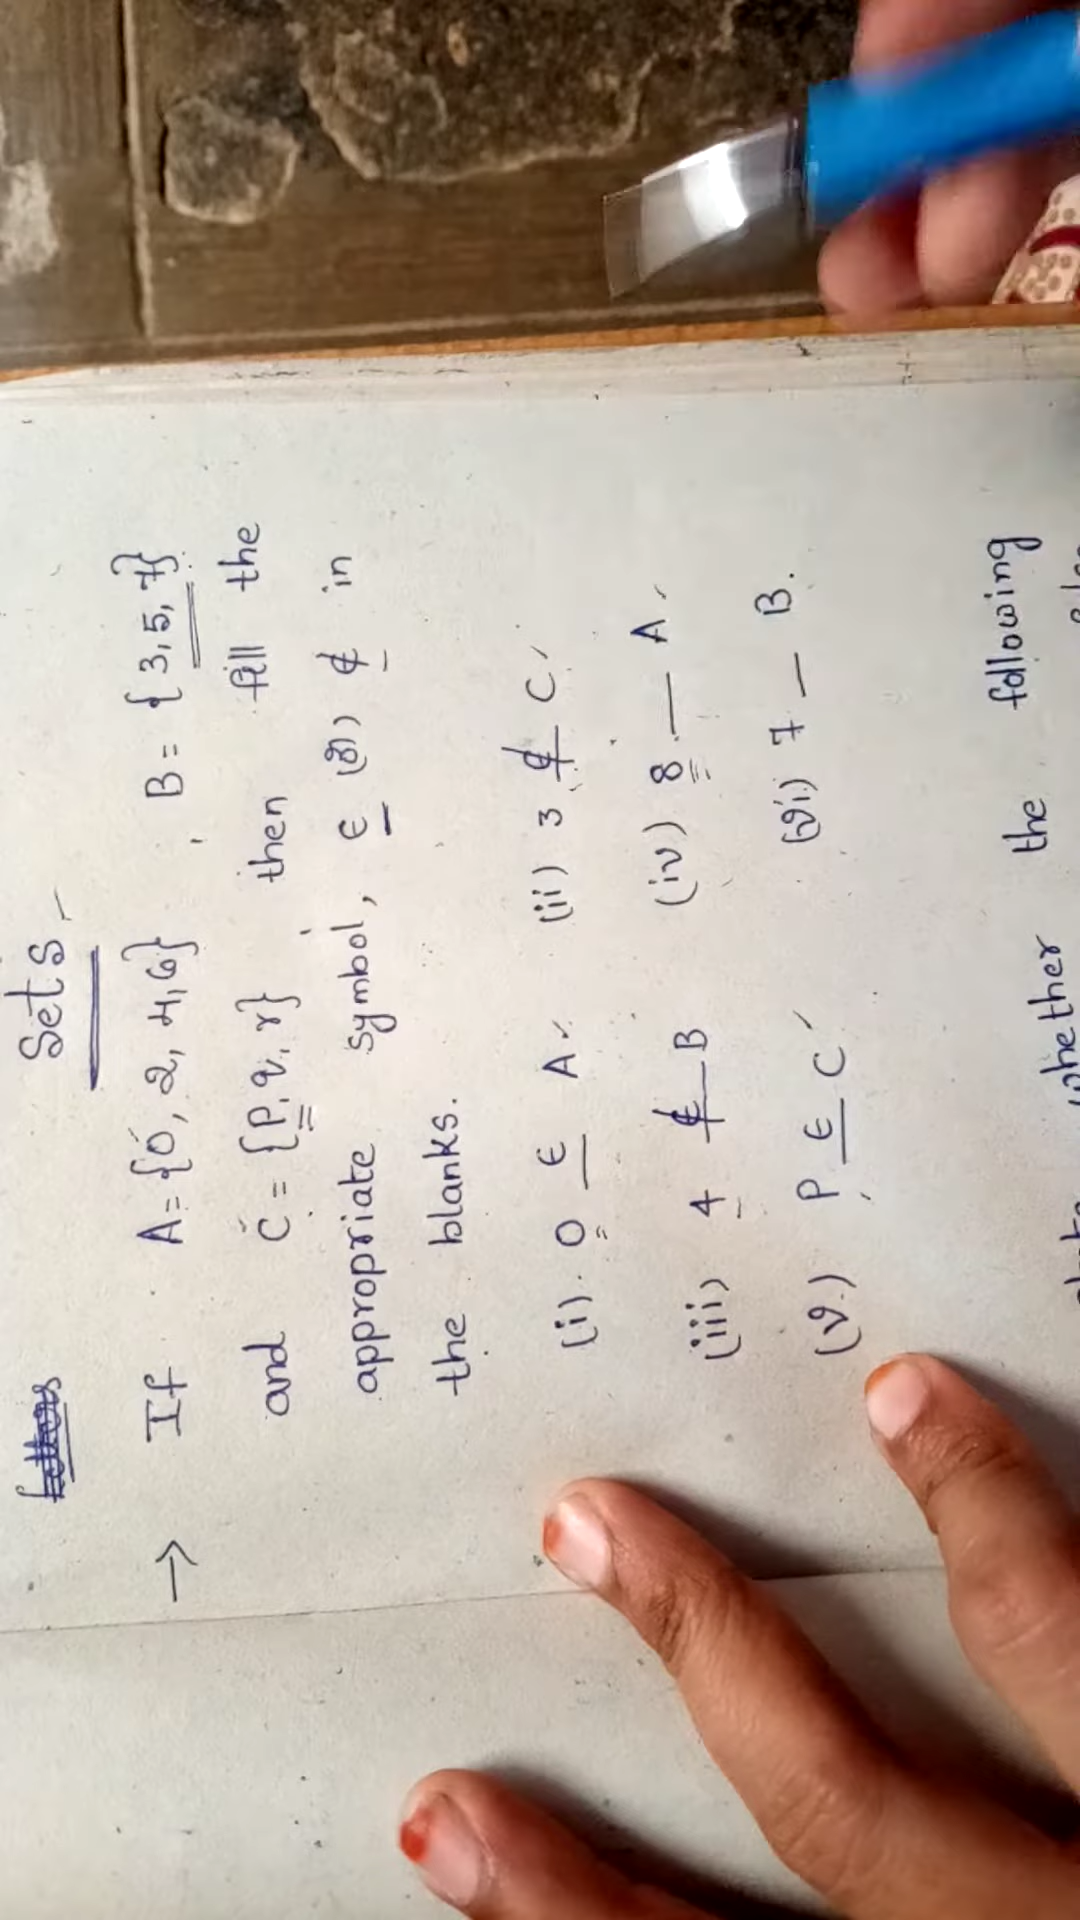 Sets
→ If A={0, 2, 4, 6} , B = {3, 5, 7}
and C = {p, q, r} then fill the
appropriate symbol, ∈ (or) ∉ in
the blanks.
(i). 0 ∈ A (ii) 3 ∉ C
(iii) 4 ∉ B (iv) 8 __ A
(v) P ∈ C (vi) 7 _ B.
whether the following